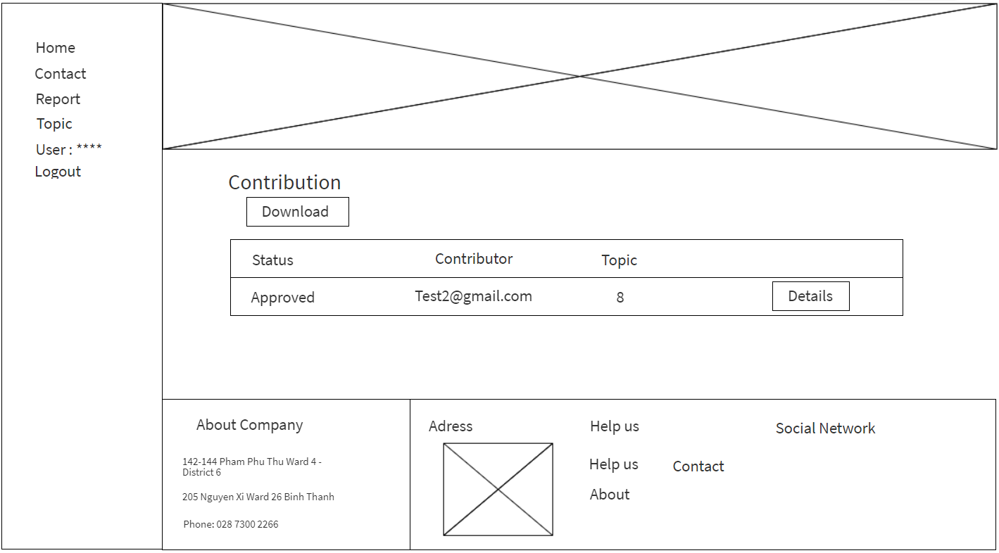 Home
Contact
Report
Topic
User : ****
Logout
Contribution
Download
Status Contributor Topic
Approved Test2@gmail.com 8 Details
About Company
142-144 Pham Phu Thu Ward 4 -
District 6
205 Nguyen Xi Ward 26 Binh Thanh
Phone: 028 7300 2266
Adress
Help us
Help us Contact
About
Social Network